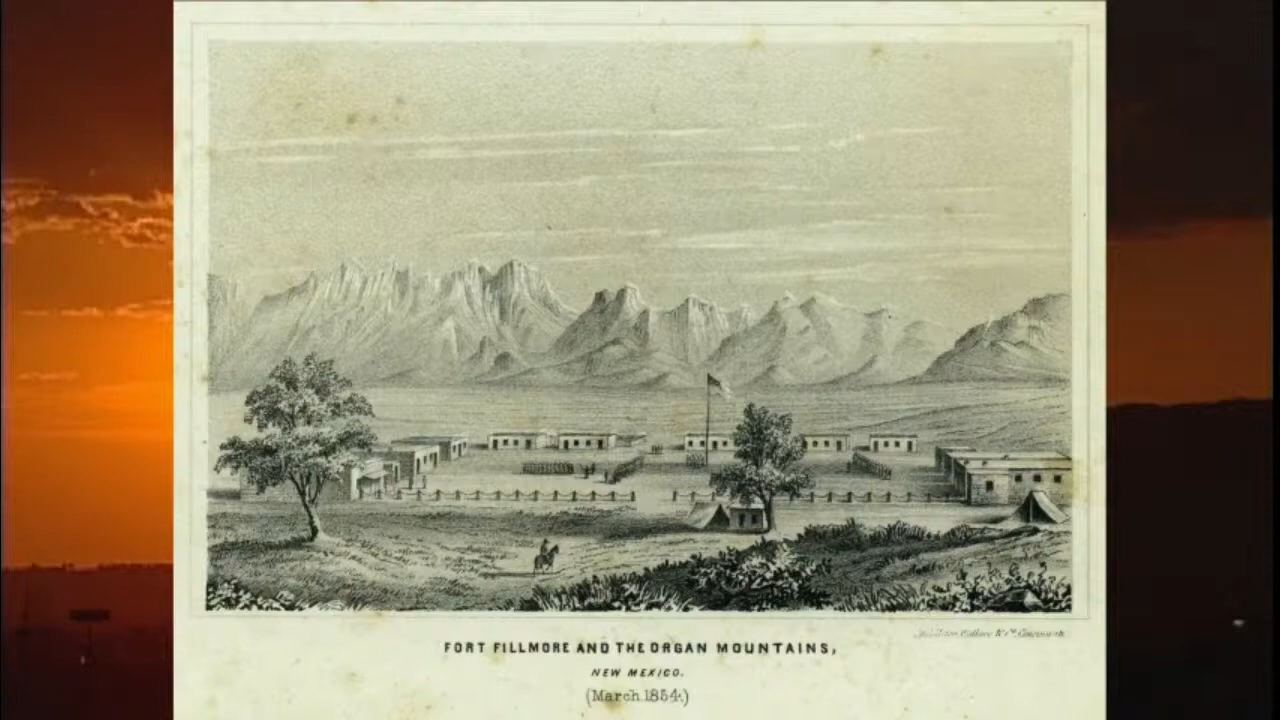 FORT FILLMORE AND THE ORGAN MOUNTAINS,
NEW MEXICO.
(March 1854.)